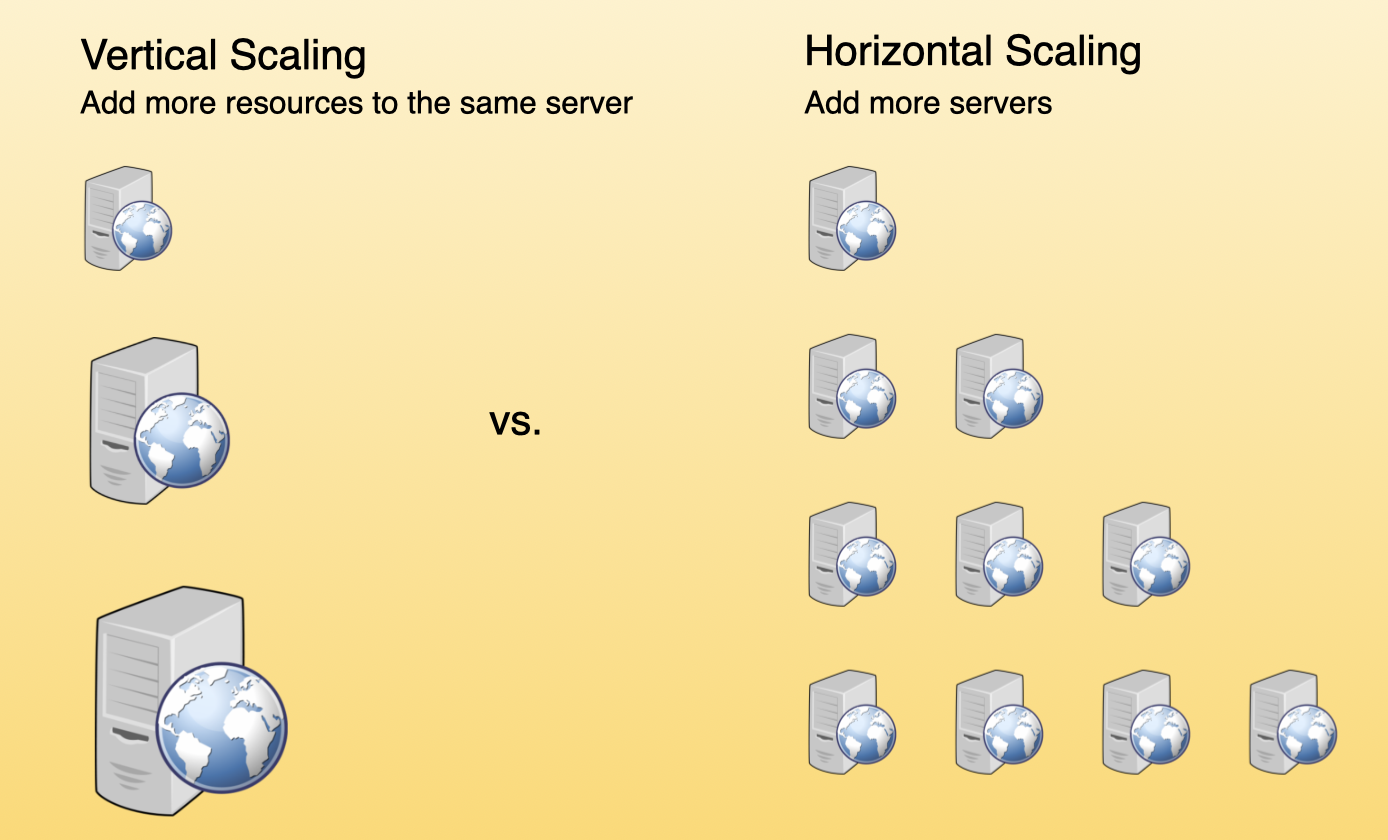 Vertical Scaling
Add more resources to the same server
vs.
Horizontal Scaling
Add more servers